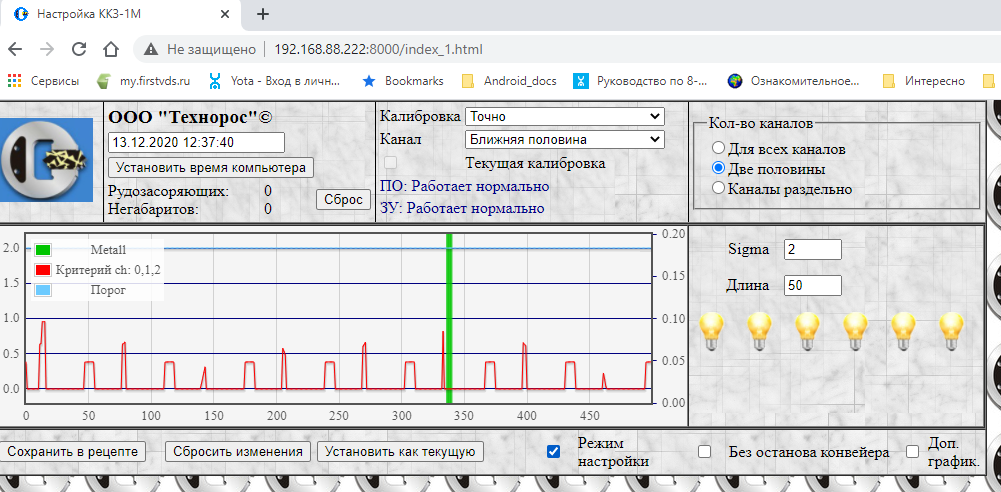 Настройка ККЗ-1М
Не защищено | 192.168.88.222:8000/index_1.html
Сервисы my.firstvds.ru Yota - Вход в личн... Bookmarks Android_docs Руководство по 8-... Ознакомительное... Интересно
ООО "Технорос"©
13.12.2020 12:37:40
Установить время компьютера
Рудозасоряющих: 0
Негабаритов: 0
Сброс
Калибровка Точно
Канал Ближняя половина
Текущая калибровка
ПО: Работает нормально
ЗУ: Работает нормально
Кол-во каналов
Для всех каналов
Две половины
Каналы раздельно
Metall
Критерий ch: 0,1,2
Порог
2.0
1.5
1.0
0.5
0.0
0.20
0.15
0.10
0.05
0.00
0 50 100 150 200 250 300 350 400 450
Sigma 2
Длина 50
Сохранить в рецепте Сбросить изменения Установить как текущую
Режим
настройки
Без останова конвейера
Доп.
график.